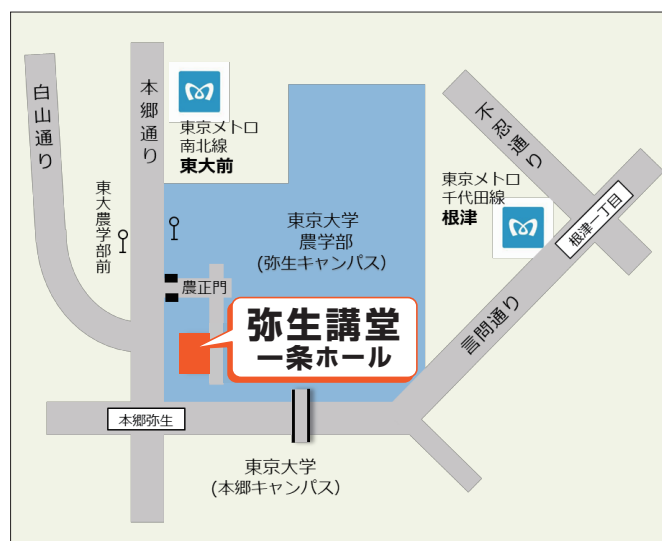 白山通り
本郷通り
東京メトロ
南北線
東大前
不忍通り
東京メトロ
千代田線
根津
根津一丁目
東大農学部前
東京大学
農学部
(弥生キャンパス)
農正門
弥生講堂
一条ホール
言問通り
本郷弥生
東京大学
(本郷キャンパス)